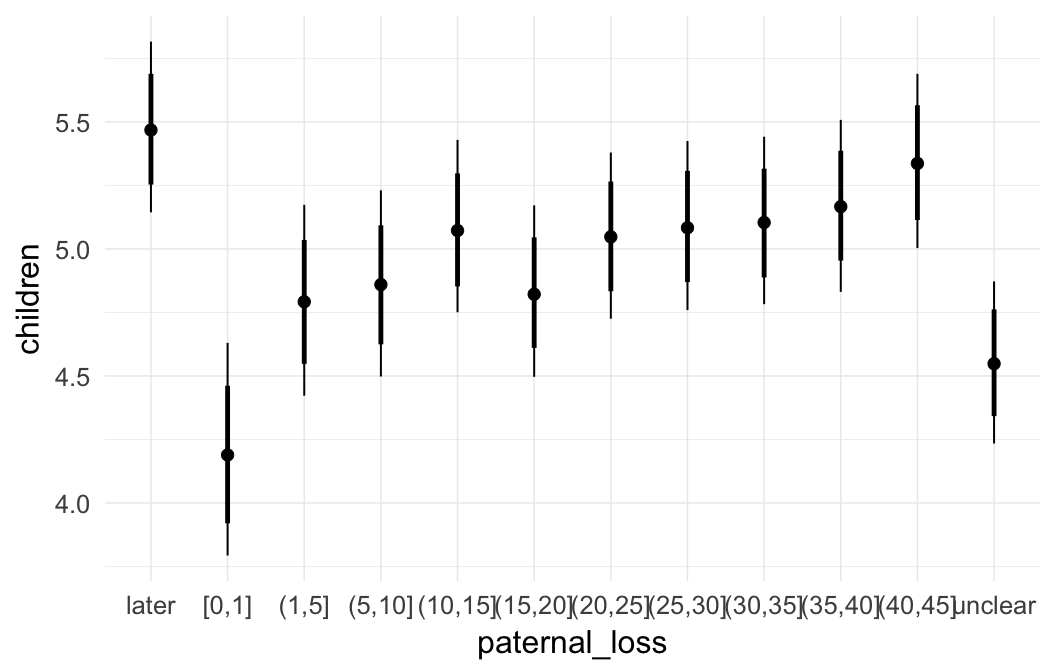 5.5
5.0
4.5
4.0
children
later [0,1] (1,5] (5,10] (10,15] (15,20] (20,25] (25,30] (30,35] (35,40] (40,45] unclear
paternal_loss